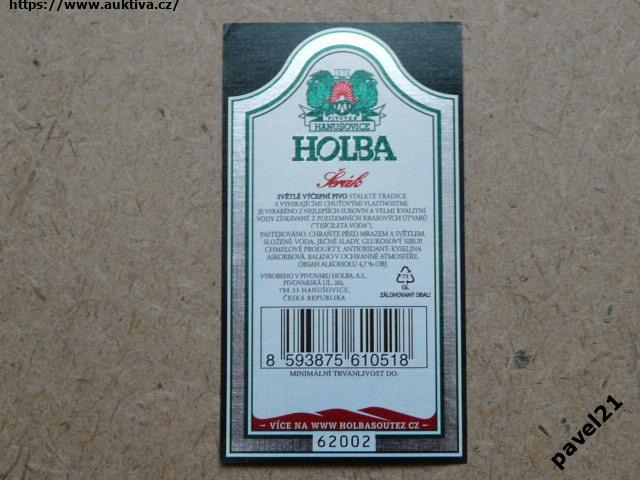 https://www.auktiva.cz/
PIVOVAR
HANUŠOVICE
HOLBA
Šerák
SVĚTLÉ VÝČEPNÍ PIVO STALETÉ TRADICE
S VYNIKAJÍCÍMI CHUŤOVÝMI VLASTNOSTMI.
JE VYRÁBĚNO Z NEJLEPŠÍCH SUROVIN A VELMI KVALITNÍ
VODY ZÍSKÁVANÉ Z PODZEMNÍCH KRASOVÝCH ÚTVARŮ
("TISÍCILETÁ VODA").
PASTEROVÁNO. CHRAŇTE PŘED MRAZEM A SVĚTLEM.
SLOŽENÍ: VODA, JEČNÉ SLADY, GLUKOSOVÝ SIRUP,
CHMELOVÉ PRODUKTY, ANTIOXIDANT: KYSELINA
ASKORBOVÁ. BALENO V OCHRANNÉ ATMOSFÉŘE.
OBSAH ALKOHOLU 4,7 % OBJ.
VYROBENO V PIVOVARU HOLBA, A.S.,
PIVOVARSKÁ UL. 261,
788 33 HANUŠOVICE,
ČESKÁ REPUBLIKA
72
GL
ZÁLOHOVANÝ OBAL!
8 593875 610518
MINIMÁLNÍ TRVANLIVOST DO:
– VÍCE NA WWW.HOLBASOUTEZ.CZ –
62002
pavel21